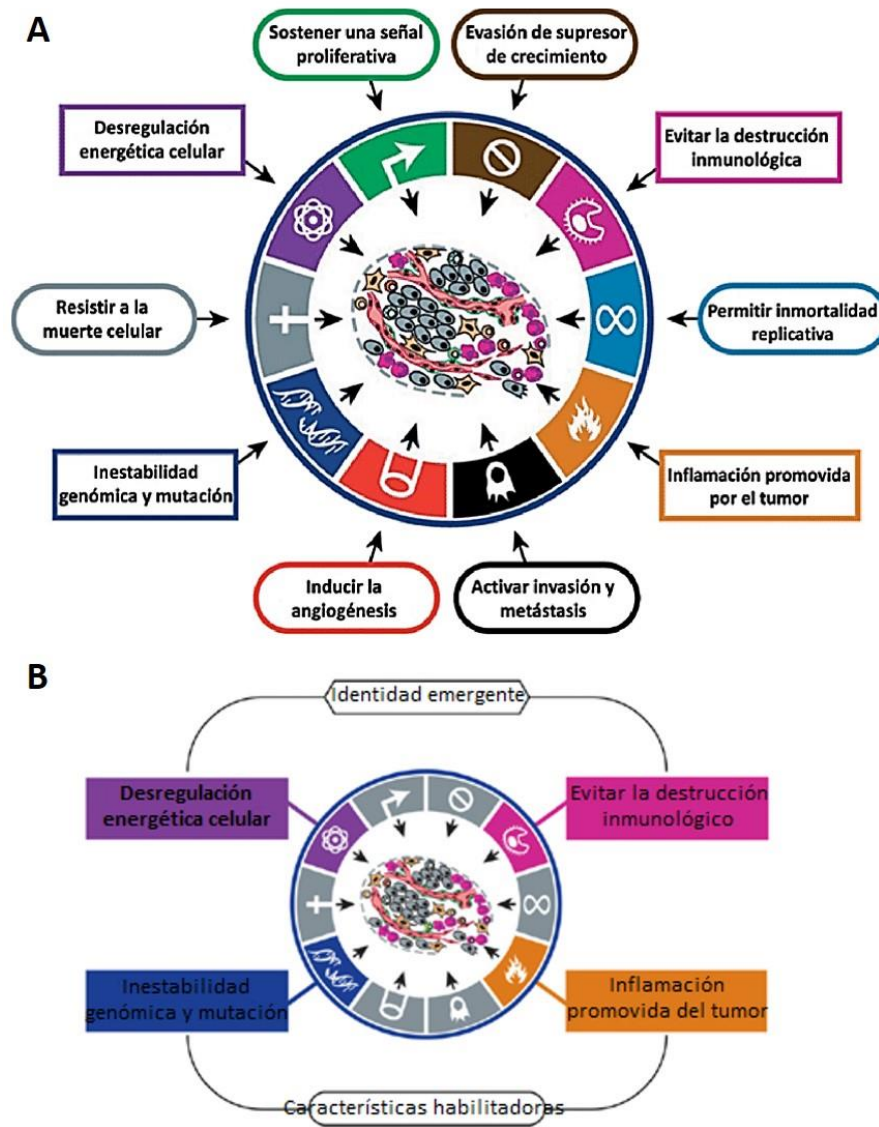 A
Sostener una señal
proliferativa
Evasión de supresor
de crecimiento
Desregulación
energética celular
Evitar la destrucción
inmunológica
Resistir a la
muerte celular
Permitir inmortalidad
replicativa
Inestabilidad
genómica y mutación
Inflamación promovida
por el tumor
Inducir la
angiogénesis
Activar invasión y
metástasis
B
Identidad emergente
Desregulación
energética celular
Evitar la destrucción
inmunológico
Inestabilidad
genómica y mutación
Inflamación
promovida del tumor
Características habilitadoras